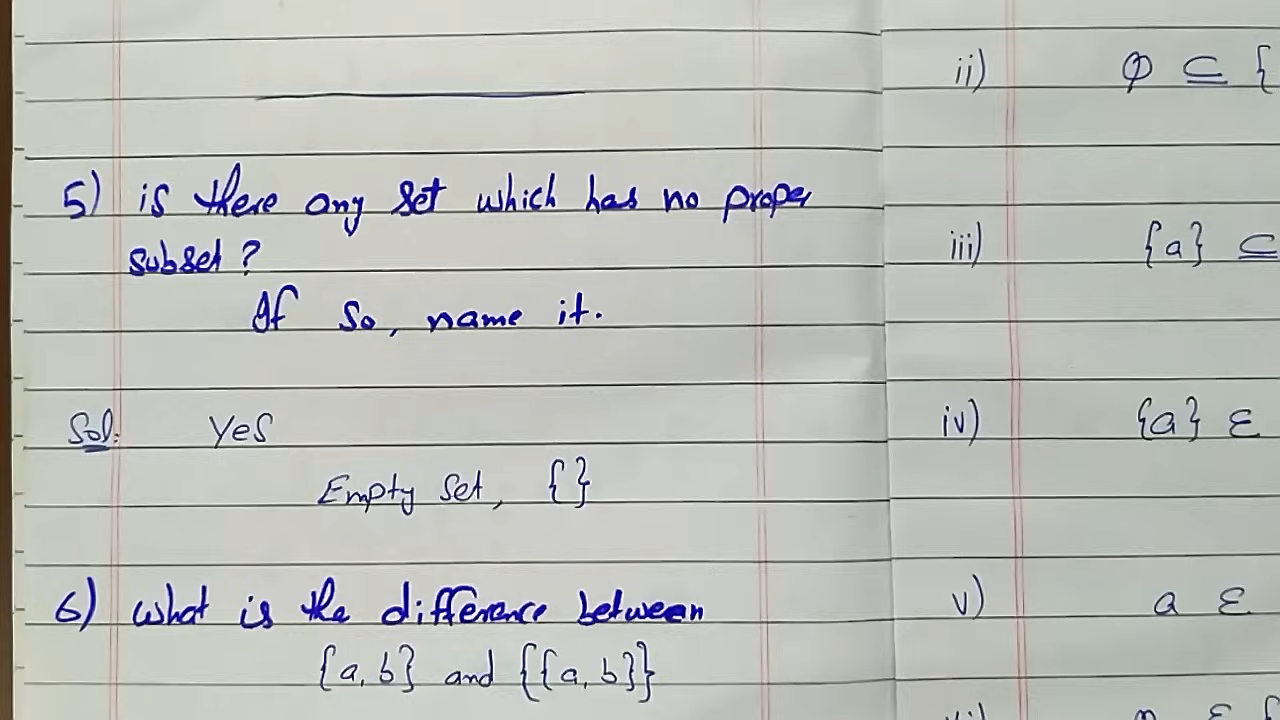 5) is there any set which has no proper
subset?
If so, name it.
Sol: Yes
Empty Set, {}
6) What is the difference between
{a, b} and {{a, b}}
ii) Φ ⊆ {
iii) {a} ⊆
iv) {a} ε
v) a ε